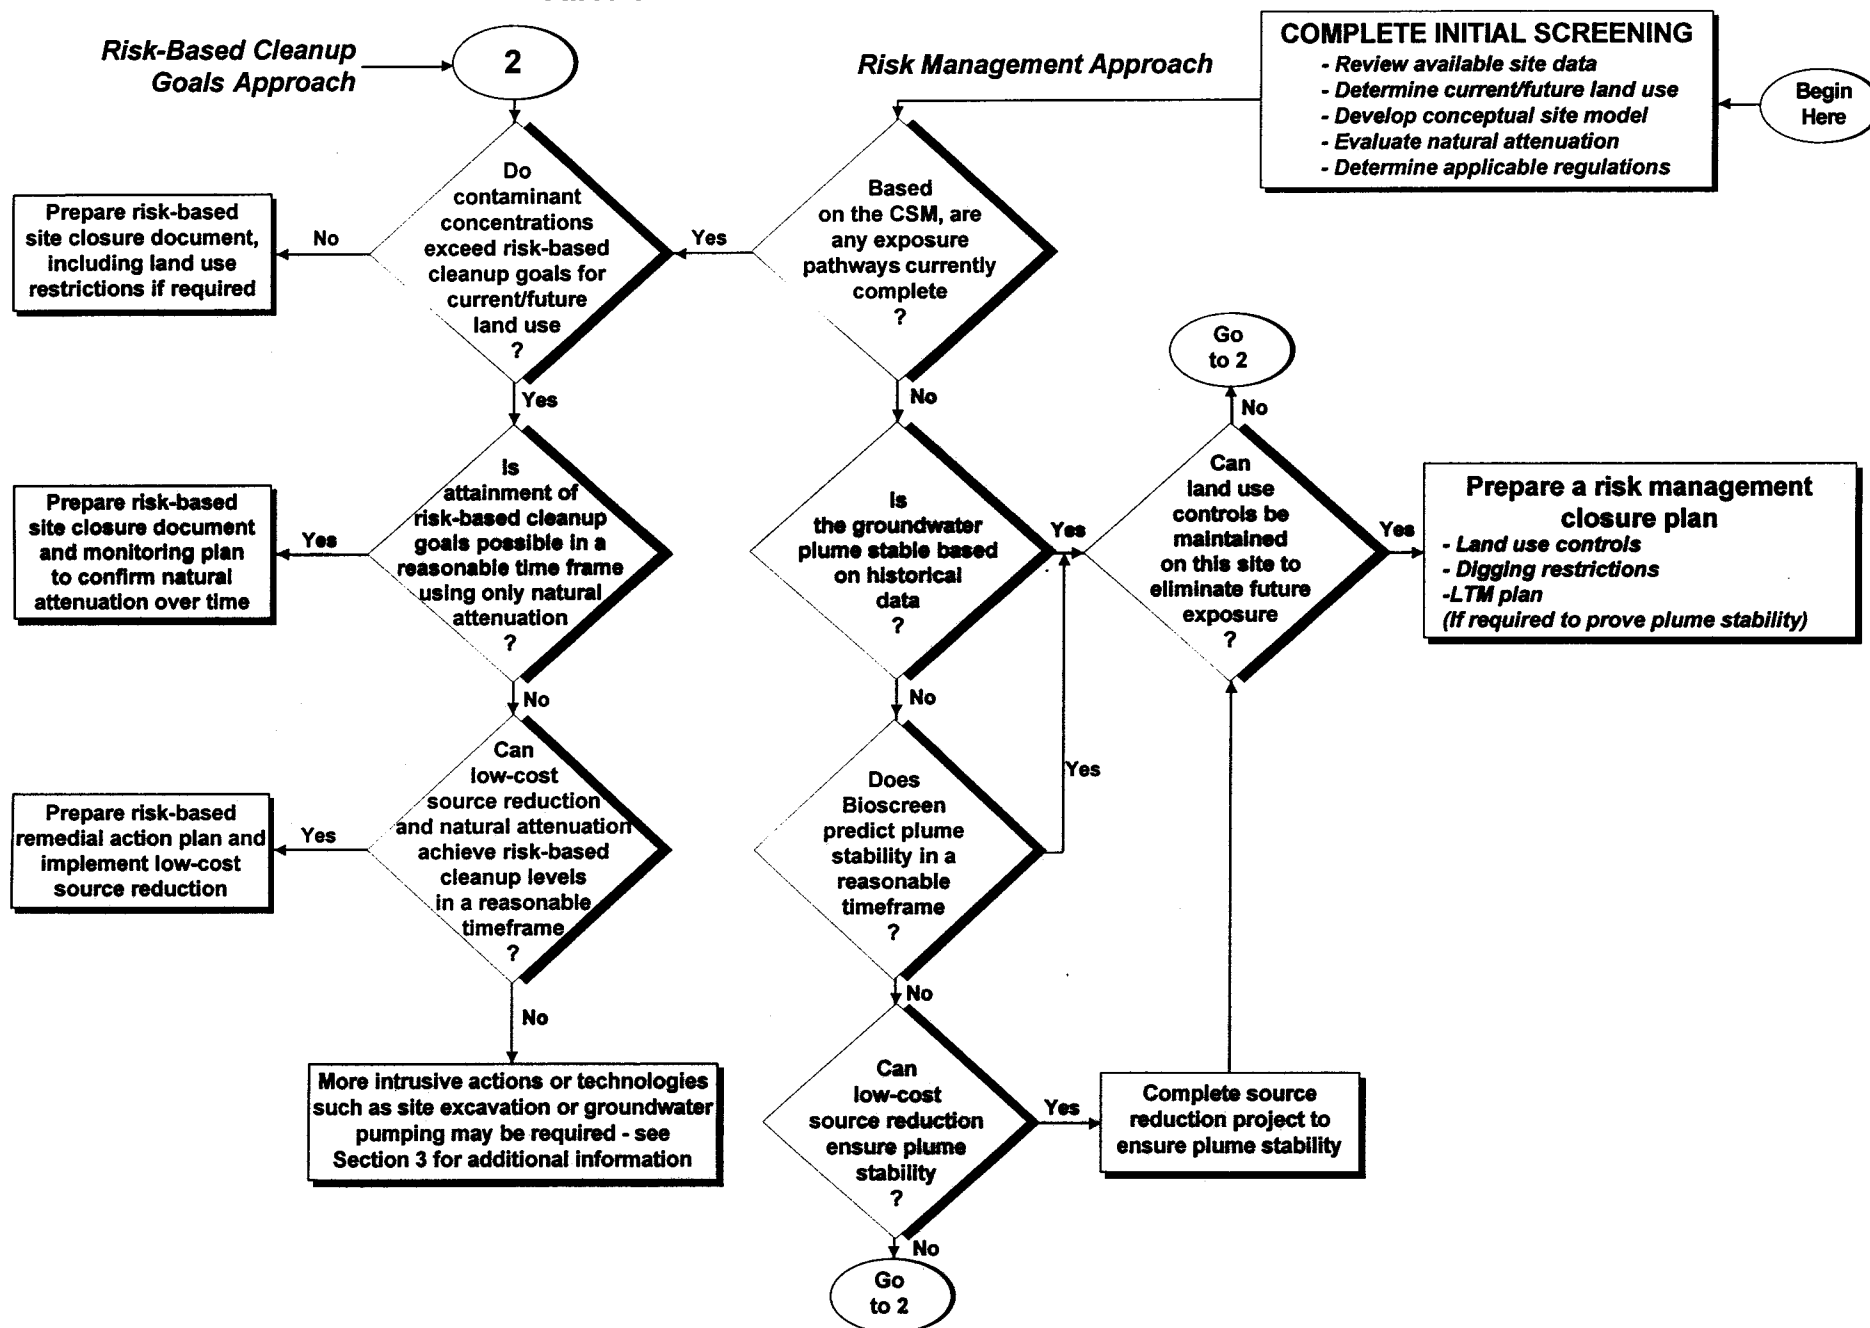 Risk-Based Cleanup
Goals Approach
2
Risk Management Approach
COMPLETE INITIAL SCREENING
- Review available site data
- Determine current/future land use
- Develop conceptual site model
- Evaluate natural attenuation
- Determine applicable regulations
Begin
Here
Do
contaminant
concentrations
exceed risk-based
cleanup goals for
current/future
land use
?
No
Prepare risk-based
site closure document,
including land use
restrictions if required
Yes
Based
on the CSM, are
any exposure
pathways currently
complete
?
Yes
No
Go
to 2
No
Is
attainment of
risk-based cleanup
goals possible in a
reasonable time frame
using only natural
attenuation
?
Yes
Prepare risk-based
site closure document
and monitoring plan
to confirm natural
attenuation over time
No
Is
the groundwater
plume stable based
on historical
data
?
Yes
Can
land use
controls be
maintained
on this site to
eliminate future
exposure
?
Yes
Prepare a risk management
closure plan
- Land use controls
- Digging restrictions
-LTM plan
(If required to prove plume stability)
No
Can
low-cost
source reduction
and natural attenuation
achieve risk-based
cleanup levels
in a reasonable
timeframe
?
Yes
Prepare risk-based
remedial action plan and
implement low-cost
source reduction
No
Does
Bioscreen
predict plume
stability in a
reasonable
timeframe
?
Yes
No
More intrusive actions or technologies
such as site excavation or groundwater
pumping may be required - see
Section 3 for additional information
Can
low-cost
source reduction
ensure plume
stability
?
Yes
Complete source
reduction project to
ensure plume stability
No
Go
to 2